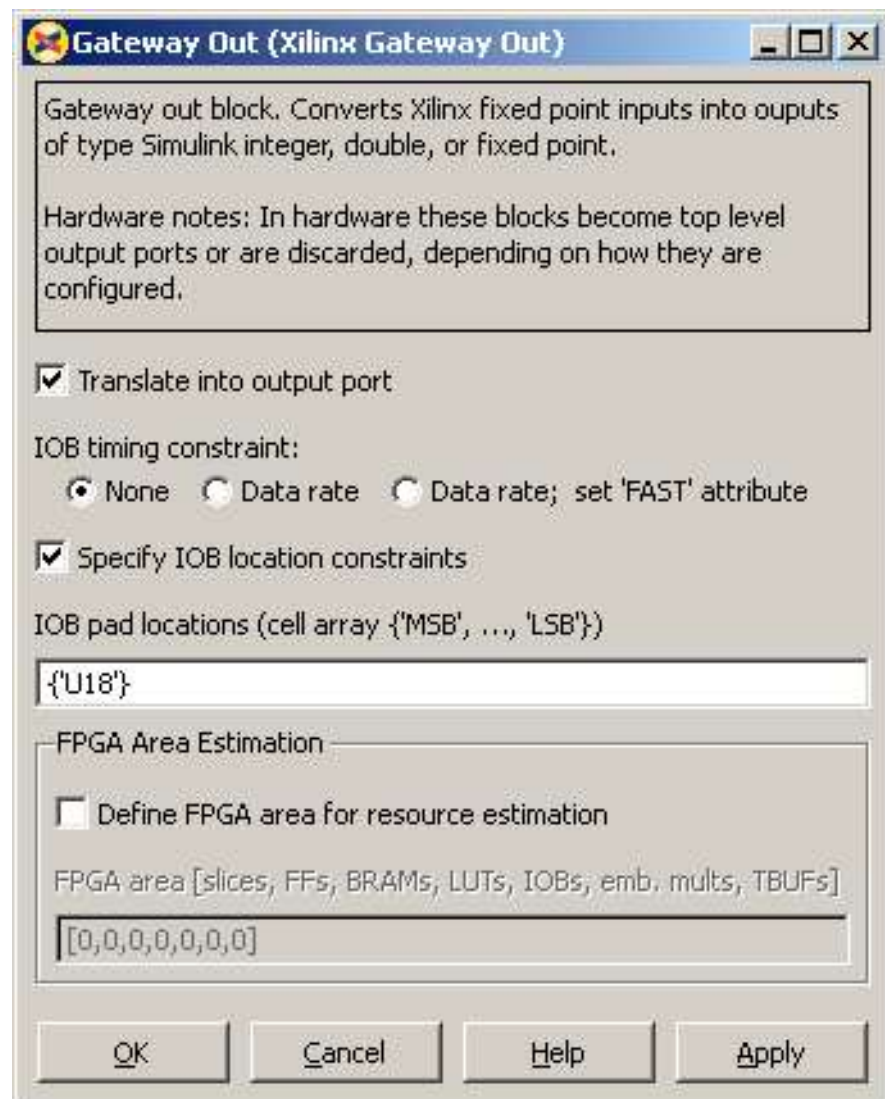 Gateway Out (Xilinx Gateway Out)
Gateway out block. Converts Xilinx fixed point inputs into ouputs
of type Simulink integer, double, or fixed point.
Hardware notes: In hardware these blocks become top level
output ports or are discarded, depending on how they are
configured.
Translate into output port
IOB timing constraint:
None Data rate Data rate; set 'FAST' attribute
Specify IOB location constraints
IOB pad locations (cell array {'MSB', ..., 'LSB'})
{'U18'}
FPGA Area Estimation
Define FPGA area for resource estimation
FPGA area [slices, FFs, BRAMs, LUTs, IOBs, emb. mults, TBUFs]
[0,0,0,0,0,0,0]
OK Cancel Help Apply